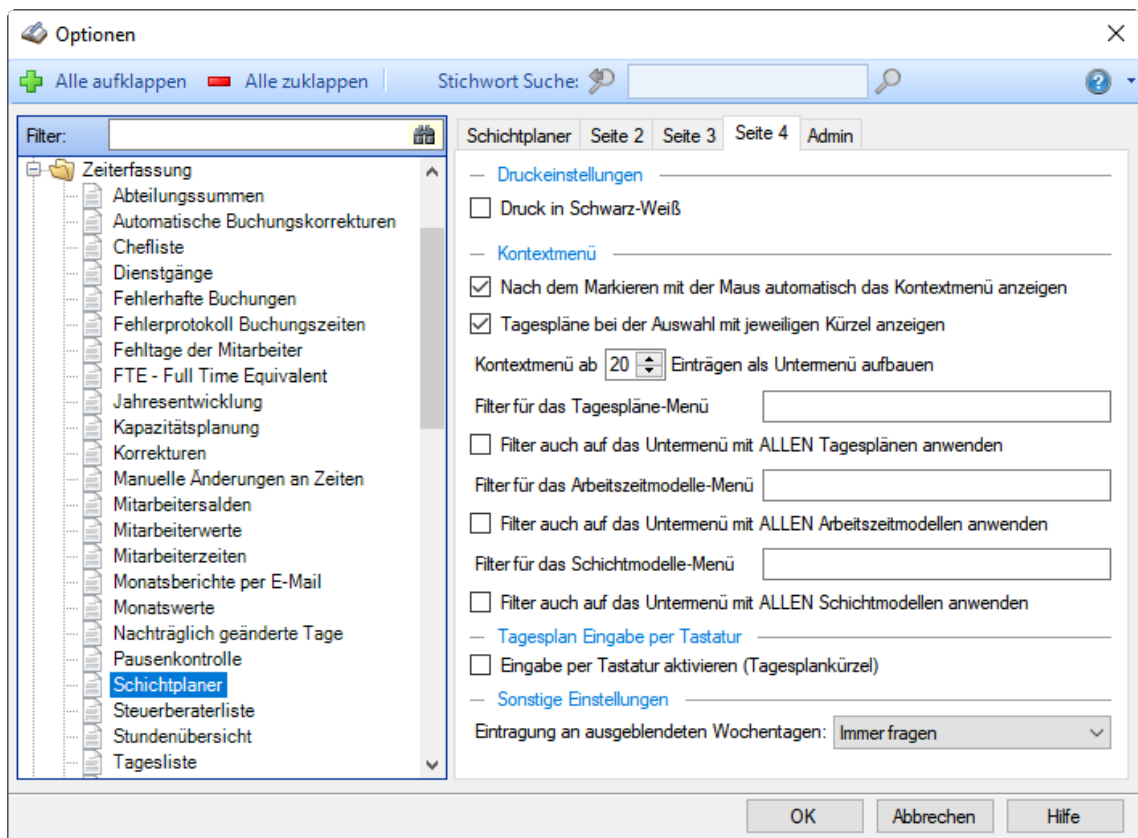 Optionen
Alle aufklappen Alle zuklappen Stichwort Suche:
Filter:
Zeiterfassung
Abteilungssummen
Automatische Buchungskorrekturen
Chefliste
Dienstgänge
Fehlerhafte Buchungen
Fehlerprotokoll Buchungszeiten
Fehltage der Mitarbeiter
FTE - Full Time Equivalent
Jahresentwicklung
Kapazitätsplanung
Korrekturen
Manuelle Änderungen an Zeiten
Mitarbeitersalden
Mitarbeiterwerte
Mitarbeiterzeiten
Monatsberichte per E-Mail
Monatswerte
Nachträglich geänderte Tage
Pausenkontrolle
Schichtplaner
Steuerberaterliste
Stundenübersicht
Tagesliste
Schichtplaner Seite 2 Seite 3 Seite 4 Admin
Druckeinstellungen
Druck in Schwarz-Weiß
Kontextmenü
Nach dem Markieren mit der Maus automatisch das Kontextmenü anzeigen
Tagespläne bei der Auswahl mit jeweiligen Kürzel anzeigen
Kontextmenü ab 20 Einträgen als Untermenü aufbauen
Filter für das Tagespläne-Menü
Filter auch auf das Untermenü mit ALLEN Tagesplänen anwenden
Filter für das Arbeitszeitmodelle-Menü
Filter auch auf das Untermenü mit ALLEN Arbeitszeitmodellen anwenden
Filter für das Schichtmodelle-Menü
Filter auch auf das Untermenü mit ALLEN Schichtmodellen anwenden
Tagesplan Eingabe per Tastatur
Eingabe per Tastatur aktivieren (Tagesplankürzel)
Sonstige Einstellungen
Eintragung an ausgeblendeten Wochentagen: Immer fragen
OK Abbrechen Hilfe